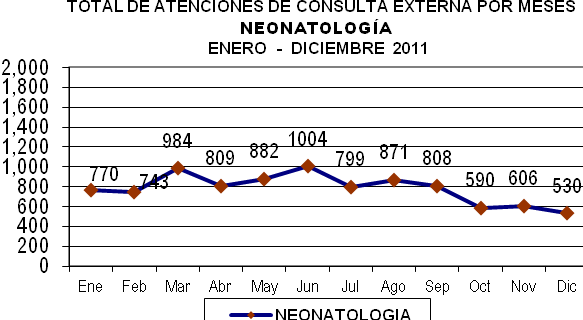 TOTAL DE ATENCIONES DE CONSULTA EXTERNA POR MESES
NEONATOLOGÍA
ENERO - DICIEMBRE 2011
2,000
1,800
1,600
1,400
1,200
1,000
800
600
400
200
0
770 743 984 809 882 1004 799 871 808 590 606 530
Ene Feb Mar Abr May Jun Jul Ago Sep Oct Nov Dic
NEONATOLOGIA